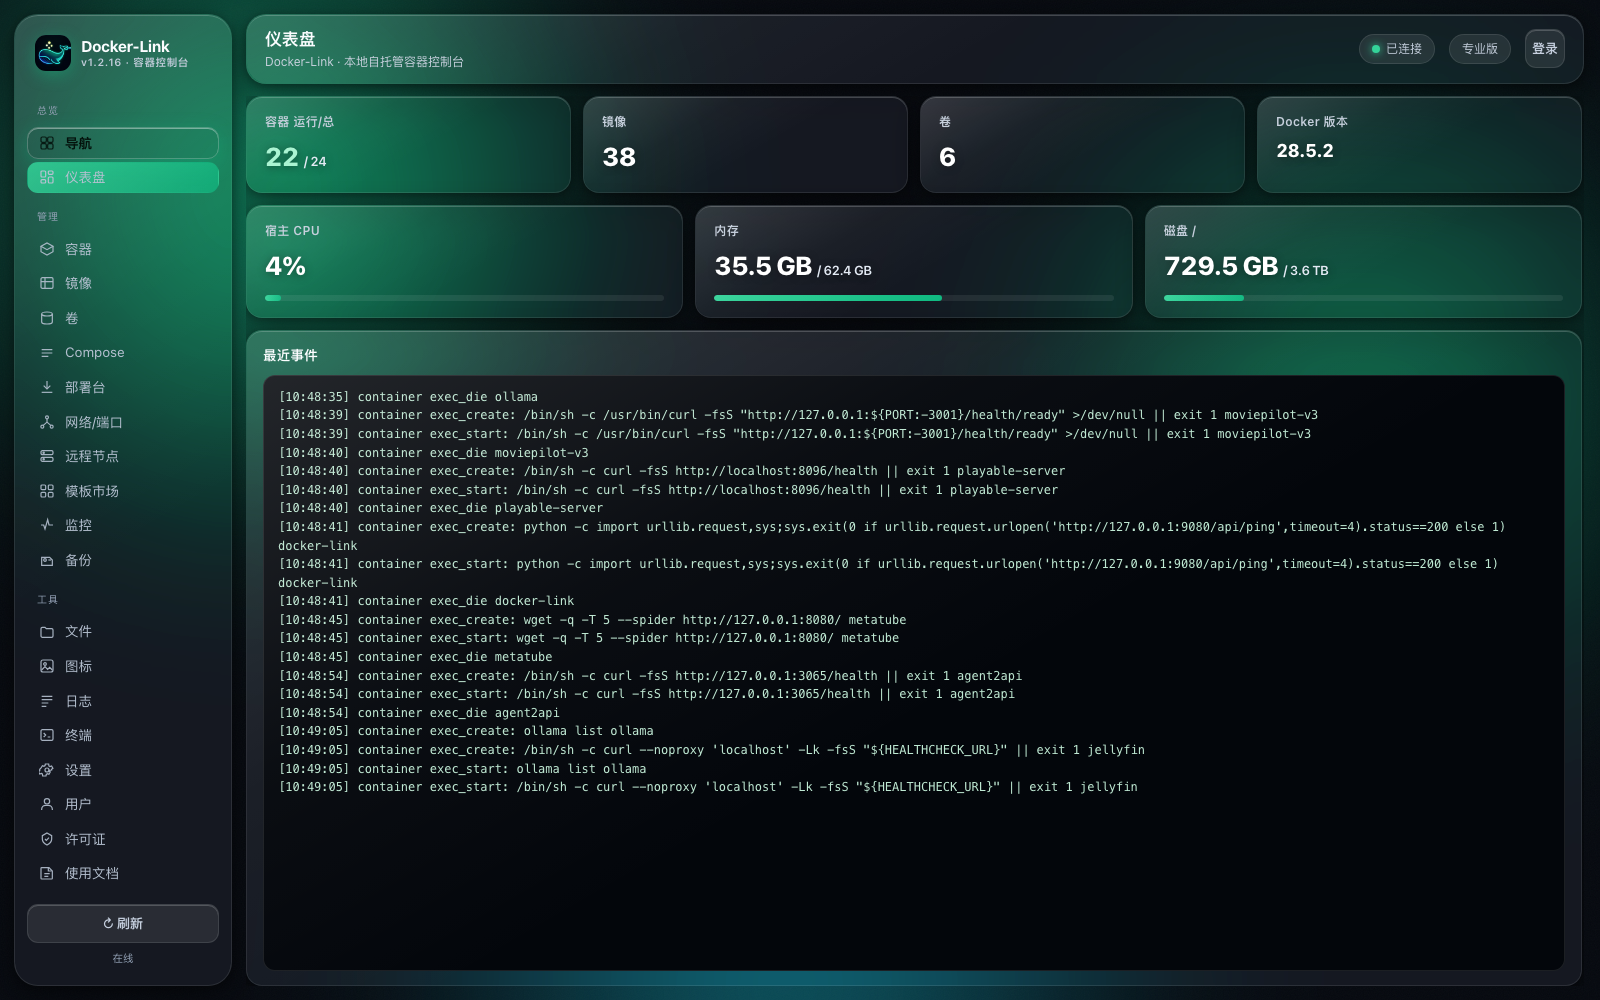 Docker-Link
v1.2.16 · 容器控制台
总览
导航
仪表盘
管理
容器
镜像
卷
Compose
部署台
网络/端口
远程节点
模板市场
监控
备份
工具
文件
图标
日志
终端
设置
用户
许可证
使用文档
↻ 刷新
在线
仪表盘
Docker-Link · 本地自托管容器控制台
已连接
专业版
登录
容器 运行/总
22 / 24
镜像
38
卷
6
Docker 版本
28.5.2
宿主 CPU
4%
内存
35.5 GB / 62.4 GB
磁盘 /
729.5 GB / 3.6 TB
最近事件
[10:48:35] container exec_die ollama
[10:48:39] container exec_create: /bin/sh -c /usr/bin/curl -fsS "http://127.0.0.1:${PORT:-3001}/health/ready" >/dev/null || exit 1 moviepilot-v3
[10:48:39] container exec_start: /bin/sh -c /usr/bin/curl -fsS "http://127.0.0.1:${PORT:-3001}/health/ready" >/dev/null || exit 1 moviepilot-v3
[10:48:40] container exec_die moviepilot-v3
[10:48:40] container exec_create: /bin/sh -c curl -fsS http://localhost:8096/health || exit 1 playable-server
[10:48:40] container exec_start: /bin/sh -c curl -fsS http://localhost:8096/health || exit 1 playable-server
[10:48:40] container exec_die playable-server
[10:48:41] container exec_create: python -c import urllib.request,sys;sys.exit(0 if urllib.request.urlopen('http://127.0.0.1:9080/api/ping',timeout=4).status==200 else 1)
docker-link
[10:48:41] container exec_start: python -c import urllib.request,sys;sys.exit(0 if urllib.request.urlopen('http://127.0.0.1:9080/api/ping',timeout=4).status==200 else 1)
docker-link
[10:48:41] container exec_die docker-link
[10:48:45] container exec_create: wget -q -T 5 --spider http://127.0.0.1:8080/ metatube
[10:48:45] container exec_start: wget -q -T 5 --spider http://127.0.0.1:8080/ metatube
[10:48:45] container exec_die metatube
[10:48:54] container exec_create: /bin/sh -c curl -fsS http://127.0.0.1:3065/health || exit 1 agent2api
[10:48:54] container exec_start: /bin/sh -c curl -fsS http://127.0.0.1:3065/health || exit 1 agent2api
[10:48:54] container exec_die agent2api
[10:49:05] container exec_create: ollama list ollama
[10:49:05] container exec_create: /bin/sh -c curl --noproxy 'localhost' -Lk -fsS "${HEALTHCHECK_URL}" || exit 1 jellyfin
[10:49:05] container exec_start: ollama list ollama
[10:49:05] container exec_start: /bin/sh -c curl --noproxy 'localhost' -Lk -fsS "${HEALTHCHECK_URL}" || exit 1 jellyfin